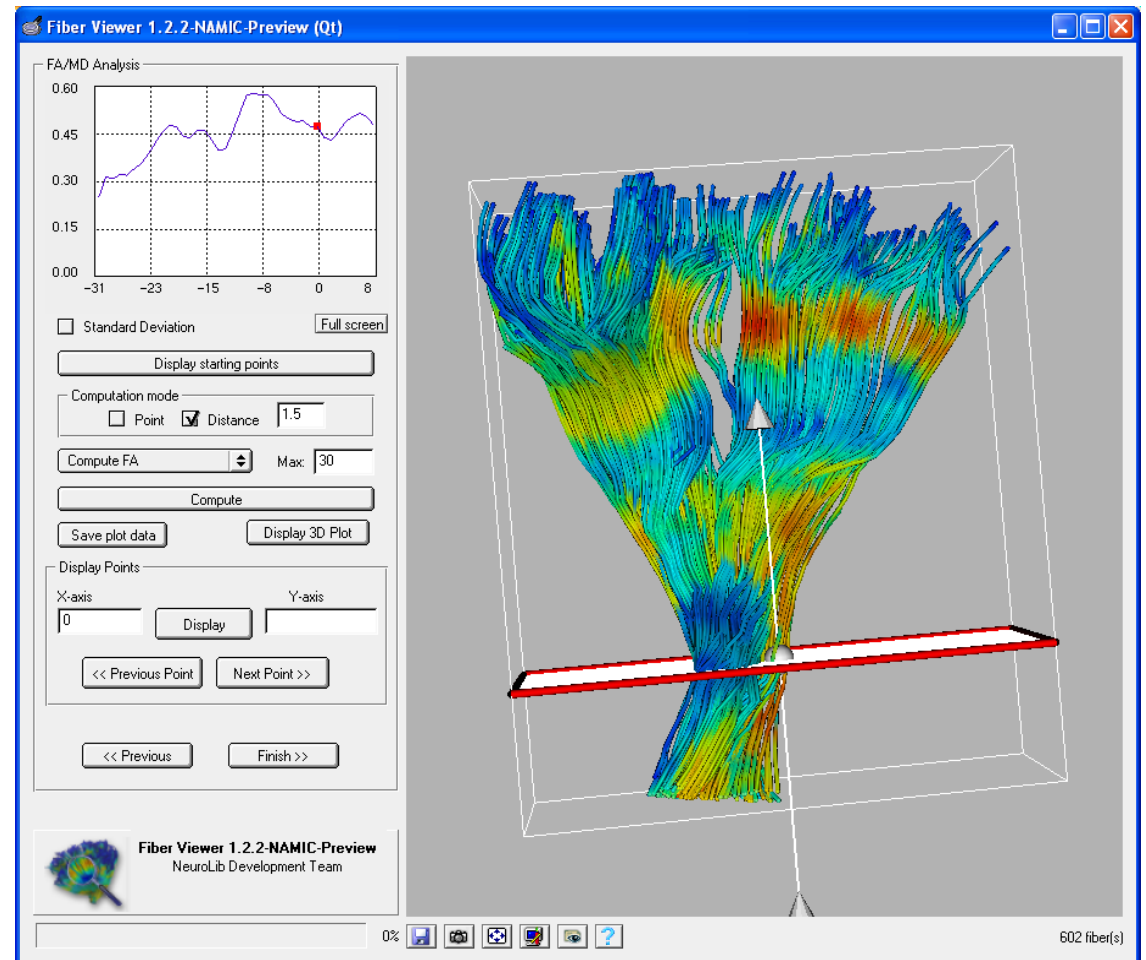 Fiber Viewer 1.2.2-NAMIC-Preview (Qt)
FA/MD Analysis
0.60
0.45
0.30
0.15
0.00
-31 -23 -15 -8 0 8
Standard Deviation
Full screen
Display starting points
Computation mode
Point Distance 1.5
Compute FA Max: 30
Compute
Save plot data Display 3D Plot
Display Points
X-axis Y-axis
0 Display
<< Previous Point Next Point >>
<< Previous Finish >>
Fiber Viewer 1.2.2-NAMIC-Preview
NeuroLib Development Team
0% ? 602 fiber(s)